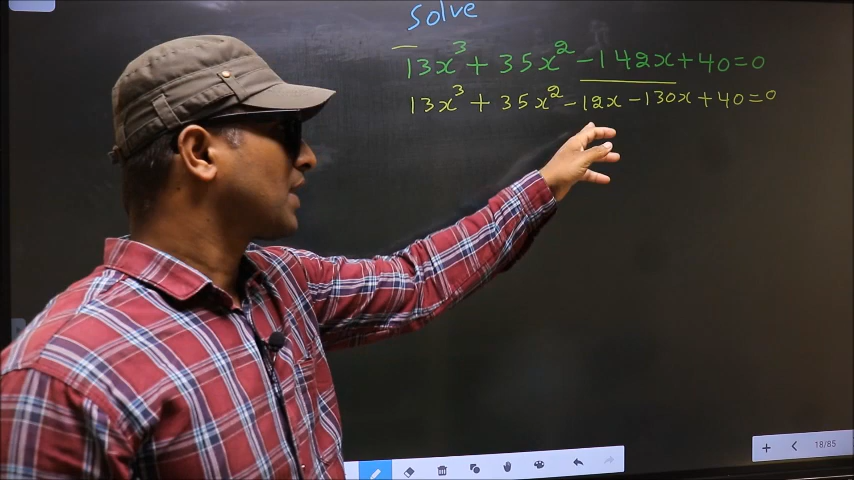 Solve
13x³ + 35x² - 142x + 40 = 0
13x³ + 35x² - 12x - 130x + 40 = 0
18/85